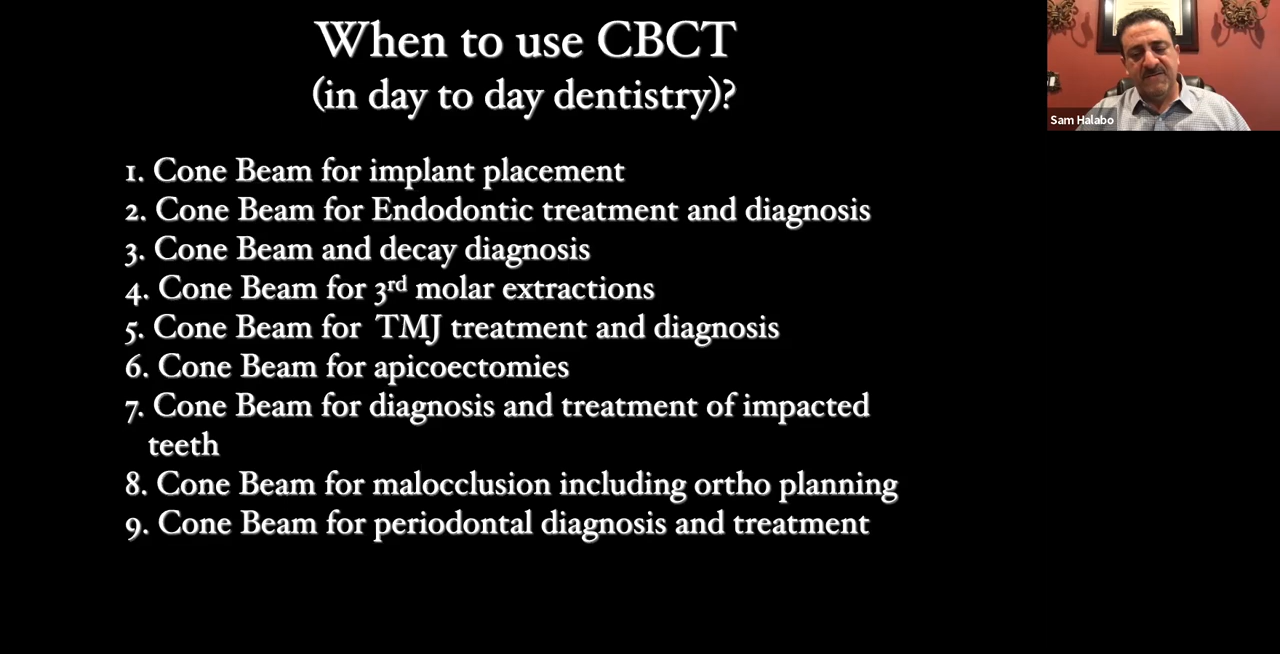 When to use CBCT
(in day to day dentistry)?
Sam Halabo
1. Cone Beam for implant placement
2. Cone Beam for Endodontic treatment and diagnosis
3. Cone Beam and decay diagnosis
4. Cone Beam for 3rd molar extractions
5. Cone Beam for TMJ treatment and diagnosis
6. Cone Beam for apicoectomies
7. Cone Beam for diagnosis and treatment of impacted
teeth
8. Cone Beam for malocclusion including ortho planning
9. Cone Beam for periodontal diagnosis and treatment